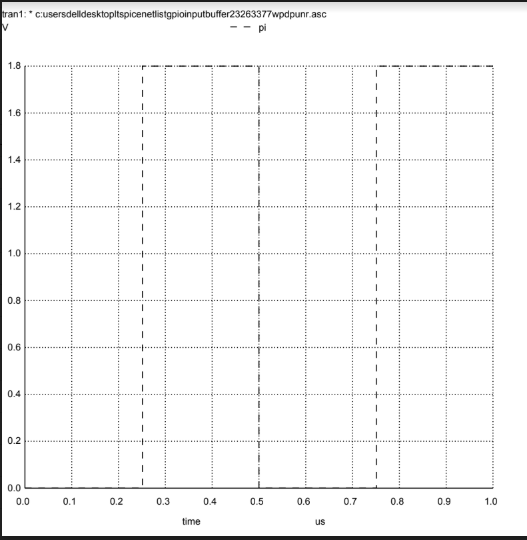 tran1: * c:usersdelldesktopltspicenetlistgpioinputbuffer23263377wpdpunr.asc
V
pi
1.8
1.6
1.4
1.2
1.0
0.8
0.6
0.4
0.2
0.0
0.0 0.1 0.2 0.3 0.4 0.5 0.6 0.7 0.8 0.9 1.0
time us